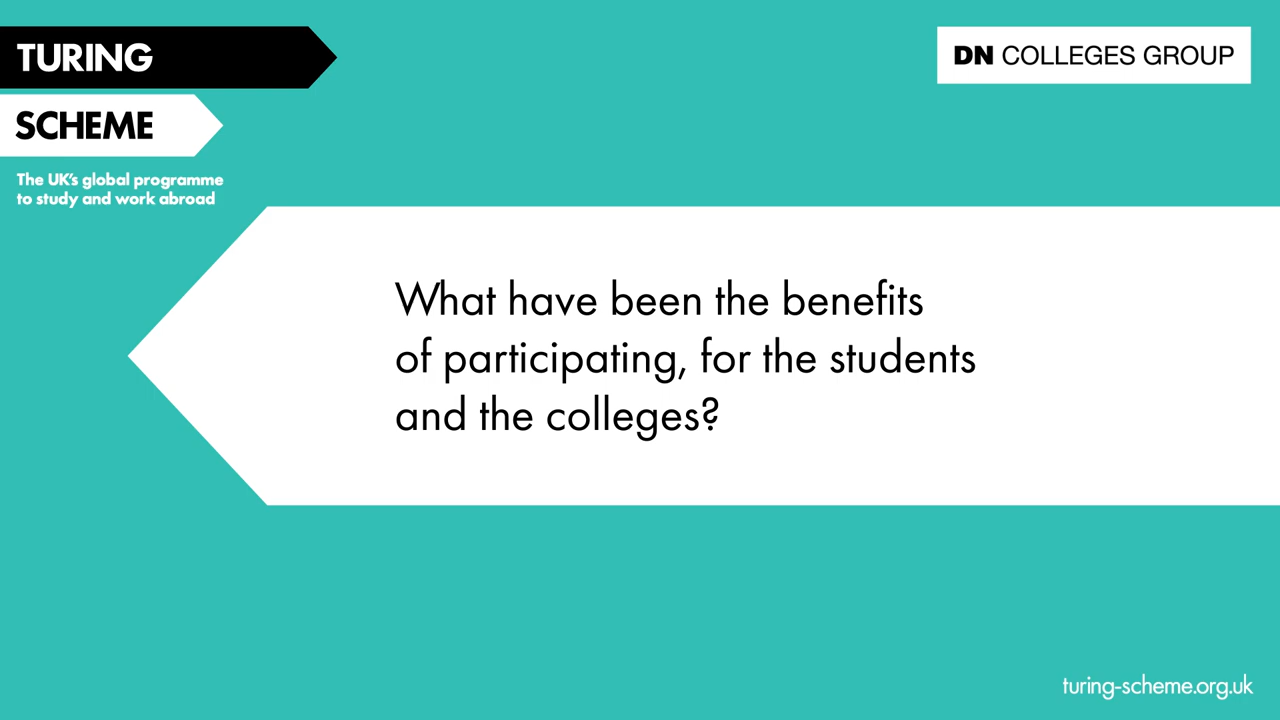 TURING
SCHEME
The UK's global programme
to study and work abroad
DN COLLEGES GROUP
What have been the benefits
of participating, for the students
and the colleges?
turing-scheme.org.uk